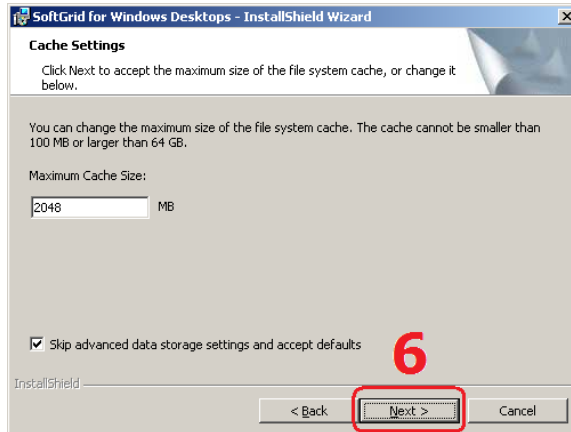 SoftGrid for Windows Desktops - InstallShield Wizard
Cache Settings
Click Next to accept the maximum size of the file system cache, or change it
below.
You can change the maximum size of the file system cache. The cache cannot be smaller than
100 MB or larger than 64 GB.
Maximum Cache Size:
2048 MB
Skip advanced data storage settings and accept defaults
6
InstallShield
< Back Next > Cancel